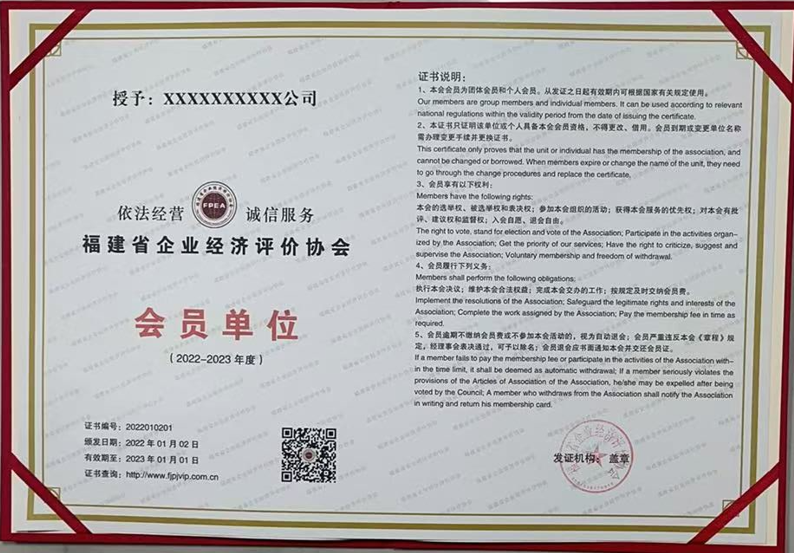 授予：XXXXXXXXXX公司
依法经营
FPEA
诚信服务
福建省企业经济评价协会
会员单位
（2022-2023 年度）
证书编号：2022010201
颁发日期：2022 年 01 月 02 日
有效期至：2023 年 01 月 01 日
证书查询：http://www.fjpjvip.com.cn
证书说明：
1、本会会员为团体会员和个人会员。从发证之日起有效期内可根据国家有关规定使用。
Our members are group members and individual members. It can be used according to relevant
national regulations within the validity period from the date of issuing the certificate.
2、本证书只证明该单位或个人具备本会会员资格，不得更改、借用。会员到期或变更单位名称
需办理变更手续并更换证书。
This certificate only proves that the unit or individual has the membership of the association, and
cannot be changed or borrowed. When members expire or change the name of the unit, they need
to go through the change procedures and replace the certificate.
3、会员享有以下权利：
Members have the following rights:
本会的选举权、被选举权和表决权；参加本会组织的活动；获得本会服务的优先权；对本会有批
评、建议权和监督权；入会自愿、退会自由。
The right to vote, stand for election and vote of the Association; Participate in the activities organ-
ized by the Association; Get the priority of our services; Have the right to criticize, suggest and
supervise the Association; Voluntary membership and freedom of withdrawal.
4、会员履行下列义务：
Members shall perform the following obligations:
执行本会决议；维护本会合法权益；完成本会交办的工作；按规定及时交纳会员费。
Implement the resolutions of the Association; Safeguard the legitimate rights and interests of the
Association; Complete the work assigned by the Association; Pay the membership fee in time as
required.
5、会员逾期不缴纳会员费或不参加本会活动的，视为自动退会；会员严重违反本会《章程》规
定，经理事会表决通过，可予以除名；会员退会应书面通知本会并交还会员证。
If a member fails to pay the membership fee or participate in the activities of the Association with-
in the time limit, it shall be deemed as automatic withdrawal; If a member seriously violates the
provisions of the Articles of Association of the Association, he/she may be expelled after being
voted by the Council; A member who withdraws from the Association shall notify the Association
in writing and return his membership card.
发证机构： 盖章